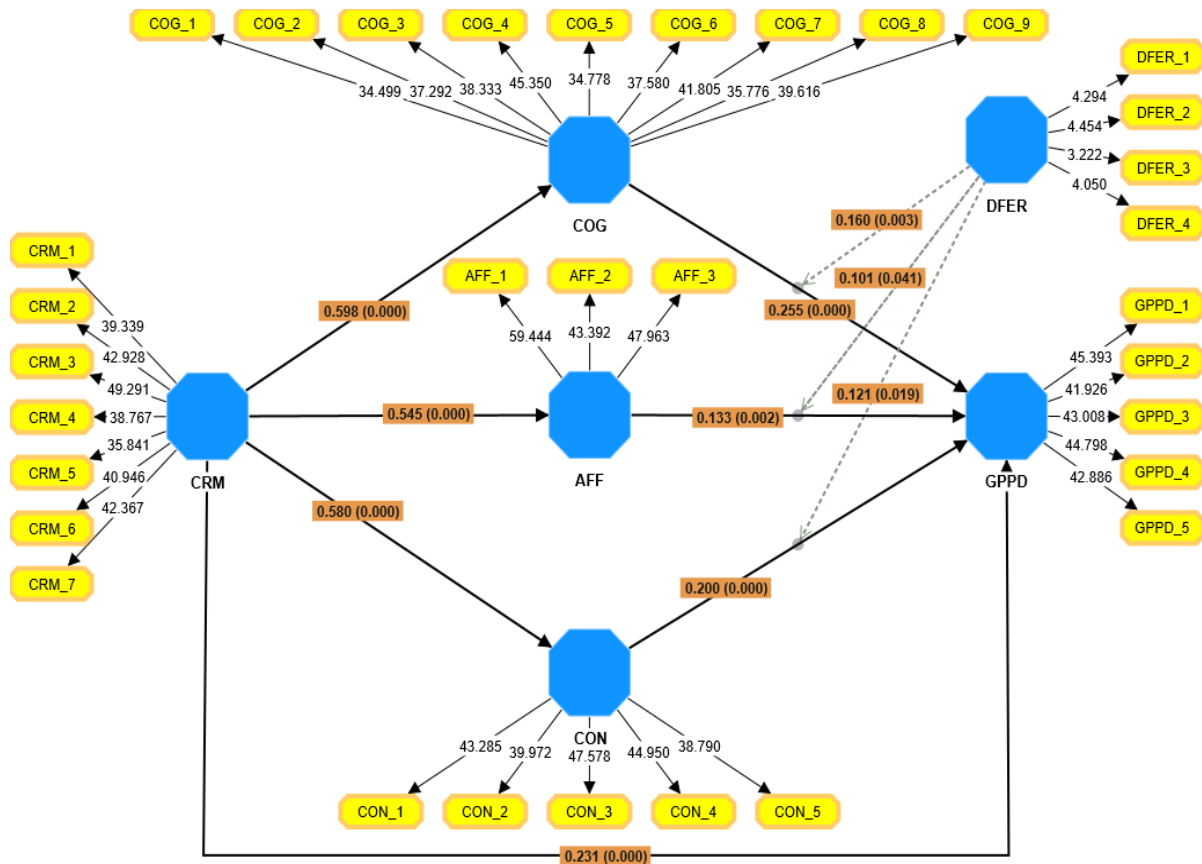 COG_1
COG_2
COG_3
COG_4
COG_5
COG_6
COG_7
COG_8
COG_9
34.499
37.292
38.333
45.350
34.778
37.580
41.805
35.776
39.616
COG
DFER_1
DFER_2
DFER_3
DFER_4
4.294
4.454
3.222
4.050
DFER
0.160 (0.003)
0.101 (0.041)
0.121 (0.019)
CRM_1
CRM_2
CRM_3
CRM_4
CRM_5
CRM_6
CRM_7
39.339
42.928
49.291
38.767
35.841
40.946
42.367
CRM
0.598 (0.000)
0.545 (0.000)
0.580 (0.000)
AFF_1
AFF_2
AFF_3
59.444
43.392
47.963
AFF
0.255 (0.000)
0.133 (0.002)
0.200 (0.000)
GPPD_1
GPPD_2
GPPD_3
GPPD_4
GPPD_5
45.393
41.926
43.008
44.798
42.886
GPPD
CON
43.285
39.972
47.578
44.950
38.790
CON_1
CON_2
CON_3
CON_4
CON_5
0.231 (0.000)